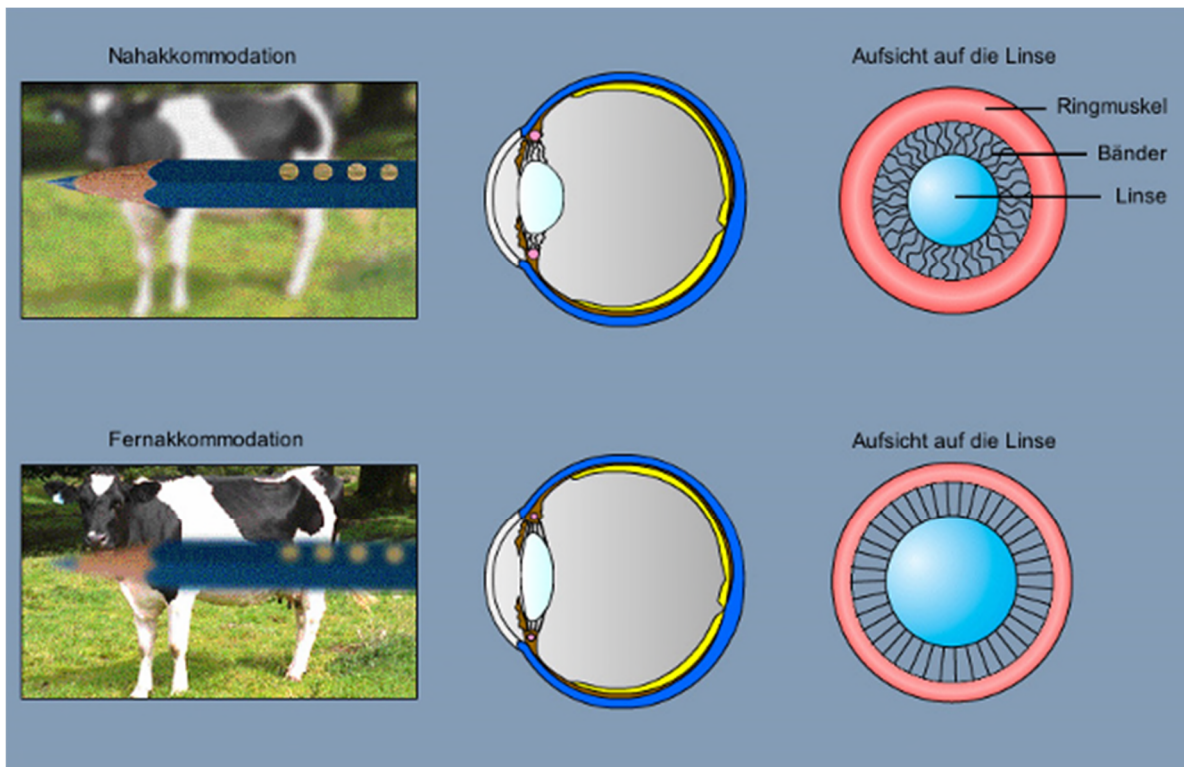 Nahakkommodation
Aufsicht auf die Linse
Ringmuskel
Bänder
Linse
Fernakkommodation
Aufsicht auf die Linse